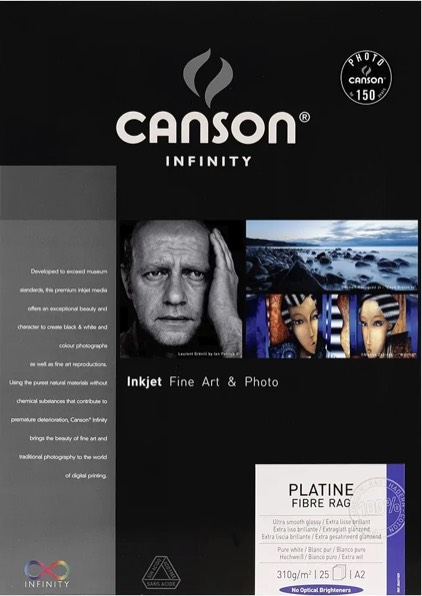 PHOTO
CANSON
150
CANSON®
INFINITY
Developed to exceed museum
standards, this premium inkjet media
offers an exceptional beauty and
character to create black & white and
colour photographs
as well as fine art reproductions.
Using the purest natural materials without
chemical substances that contribute to
premature deterioration, Canson® Infinity
brings the beauty of fine art and
traditional photography to the world
of digital printing.
Inkjet Fine Art & Photo
PLATINE
FIBRE RAG
Ultra smooth glossy / Extra lisse brillant
Extra liso brillante / Extraglatt glänzend
Extra liscia brillante / Extra gesatineerd glanzend
Pure white / Blanc pur / Blanco puro
Hochweiß / Bianco puro / Extra wit
310g/m² | 25 | A2
No Optical Brighteners
100%
INFINITY
SANS ACIDE